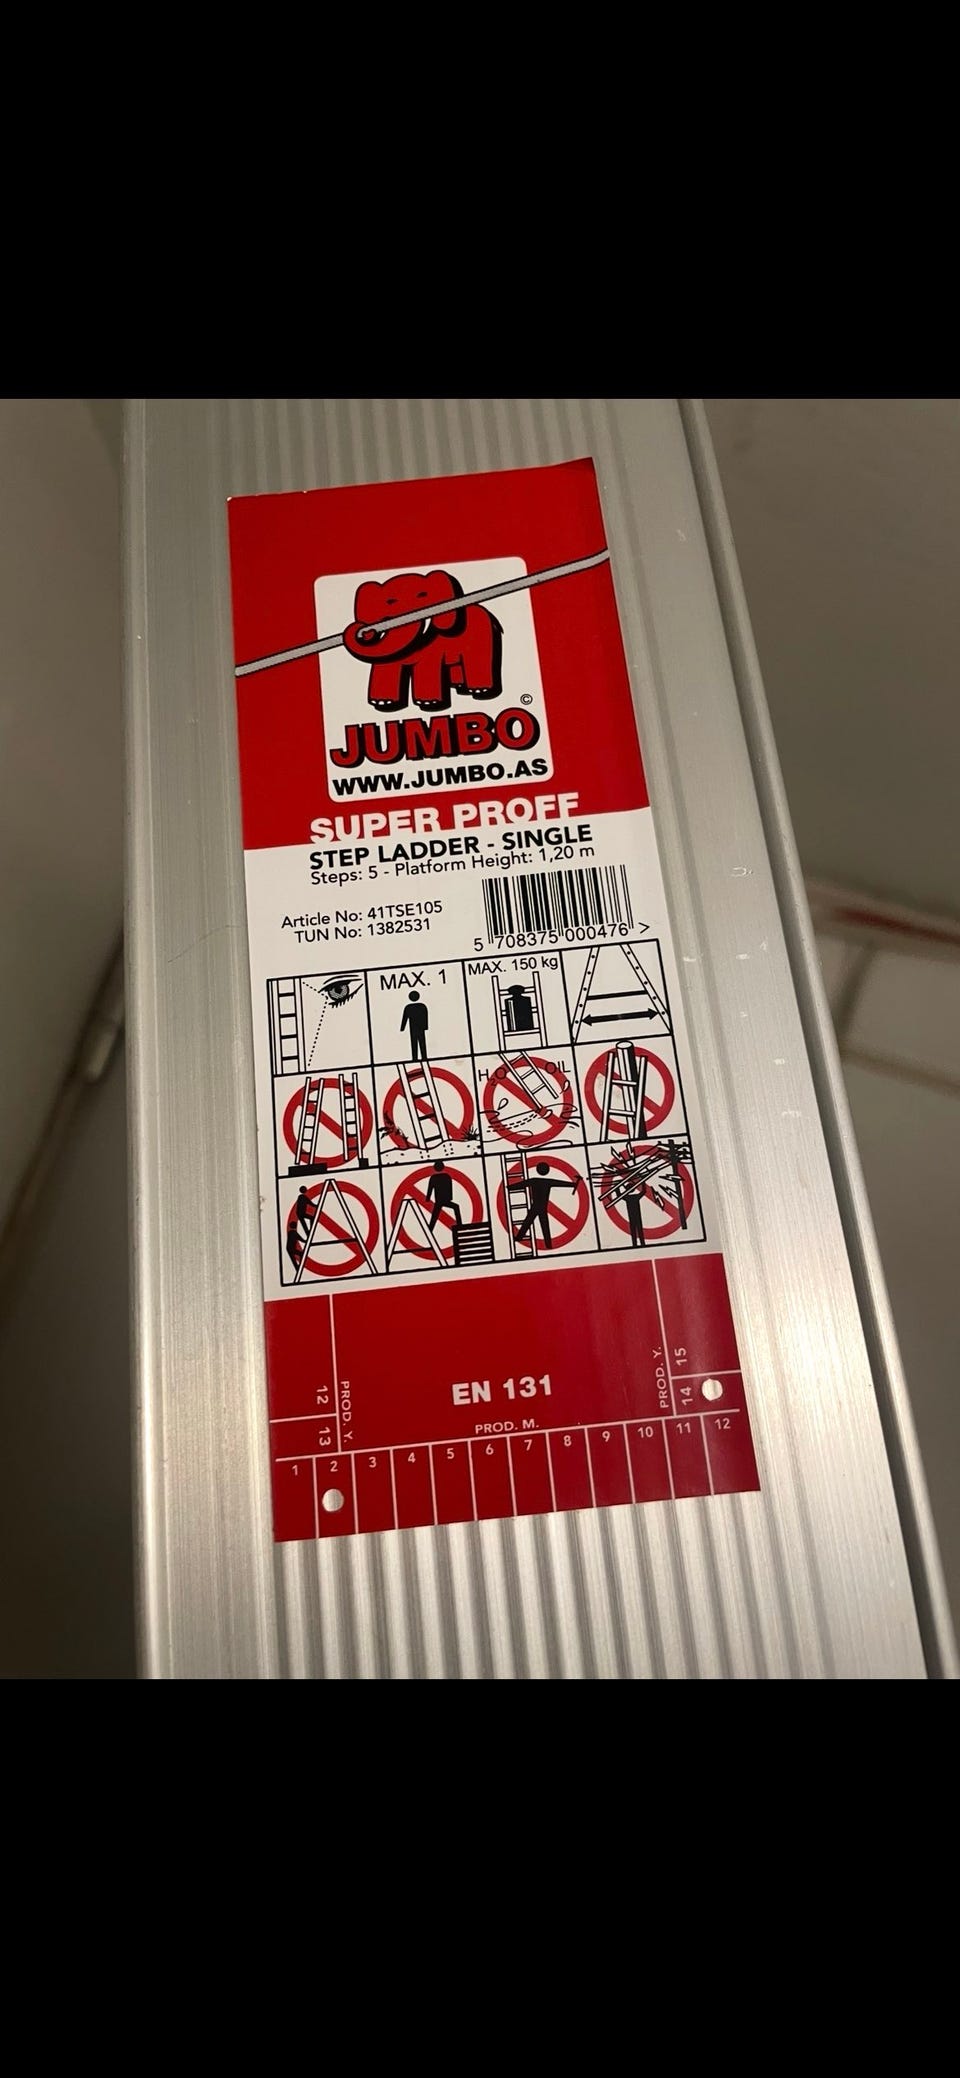 ©
JUMBO
WWW.JUMBO.AS
SUPER PROFF
STEP LADDER - SINGLE
Steps: 5 - Platform Height: 1,20 m
Article No: 41TSE105
TUN No: 1382531
5 708375 000476 >
MAX. 1
MAX. 150 kg
H2O
OIL
EN 131
12
13
PROD. Y.
PROD. Y.
14
15
PROD. M.
1 2 3 4 5 6 7 8 9 10 11 12